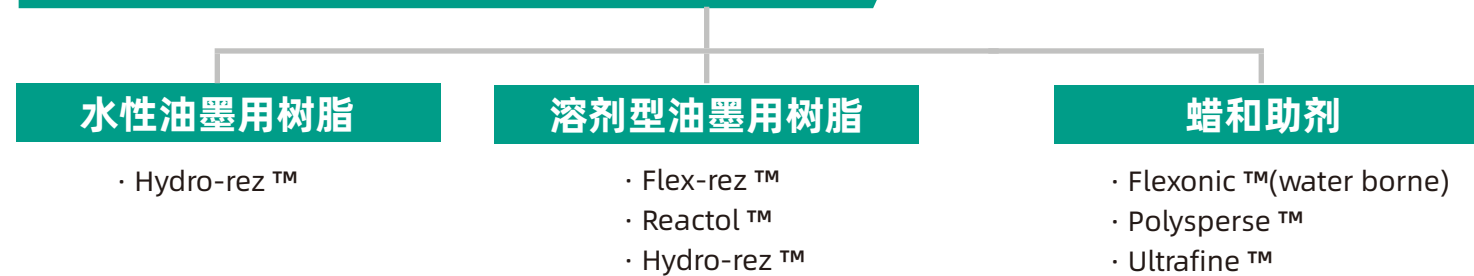 水性油墨用树脂
· Hydro-rez ™
溶剂型油墨用树脂
· Flex-rez ™
· Reactol ™
· Hydro-rez ™
蜡和助剂
· Flexonic ™(water borne)
· Polysperse ™
· Ultrafine ™